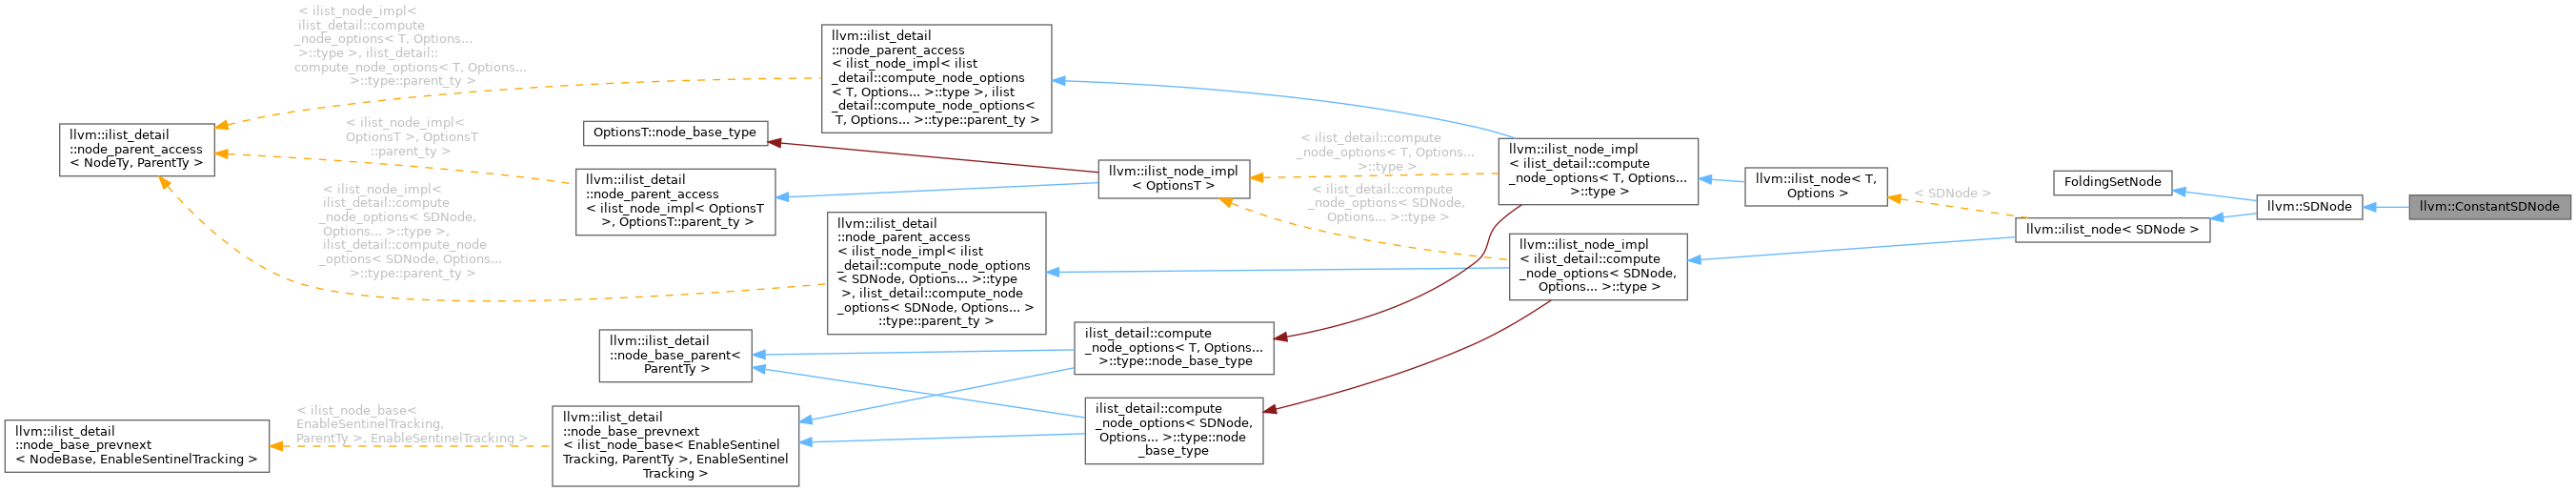 < ilist_node_impl<
ilist_detail::compute
_node_options< T, Options...
>::type >, ilist_detail::
compute_node_options< T, Options...
>::type::parent_ty >
llvm::ilist_detail
::node_parent_access
< NodeTy, ParentTy >
< ilist_node_impl<
OptionsT >, OptionsT
::parent_ty >
< ilist_node_impl<
ilist_detail::compute
_node_options< SDNode,
Options... >::type >,
ilist_detail::compute_node
_options< SDNode, Options...
>::type::parent_ty >
llvm::ilist_detail
::node_base_prevnext
< NodeBase, EnableSentinelTracking >
< ilist_node_base<
EnableSentinelTracking,
ParentTy >, EnableSentinelTracking >
llvm::ilist_detail
::node_parent_access
< ilist_node_impl< ilist
_detail::compute_node_options
< T, Options... >::type >, ilist
_detail::compute_node_options<
T, Options... >::type::parent_ty >
OptionsT::node_base_type
llvm::ilist_detail
::node_parent_access
< ilist_node_impl< OptionsT
>, OptionsT::parent_ty >
llvm::ilist_detail
::node_parent_access
< ilist_node_impl< ilist
_detail::compute_node_options
< SDNode, Options... >::type
>, ilist_detail::compute_node
_options< SDNode, Options... >
::type::parent_ty >
llvm::ilist_detail
::node_base_parent<
ParentTy >
llvm::ilist_detail
::node_base_prevnext
< ilist_node_base< EnableSentinel
Tracking, ParentTy >, EnableSentinel
Tracking >
llvm::ilist_node_impl
< OptionsT >
ilist_detail::compute
_node_options< T, Options...
>::type::node_base_type
ilist_detail::compute
_node_options< SDNode,
Options... >::type::node
_base_type
< ilist_detail::compute
_node_options< T, Options...
>::type >
< ilist_detail::compute
_node_options< SDNode,
Options... >::type >
llvm::ilist_node_impl
< ilist_detail::compute
_node_options< T, Options...
>::type >
llvm::ilist_node_impl
< ilist_detail::compute
_node_options< SDNode,
Options... >::type >
llvm::ilist_node< T,
Options >
< SDNode >
FoldingSetNode
llvm::ilist_node< SDNode >
llvm::SDNode
llvm::ConstantSDNode